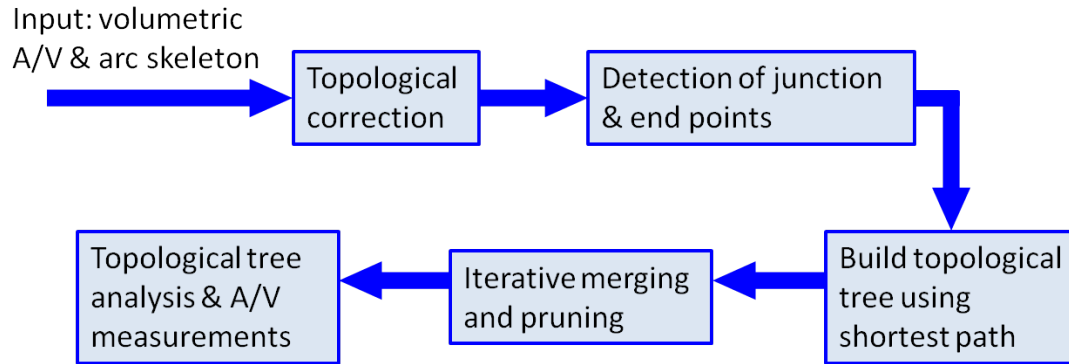 Input: volumetric
A/V & arc skeleton
Topological
correction
Detection of junction
& end points
Build topological
tree using
shortest path
Iterative merging
and pruning
Topological tree
analysis & A/V
measurements